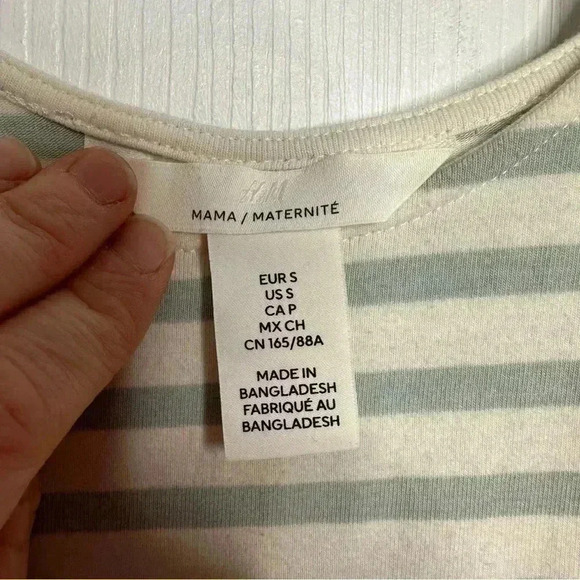 H&M
MAMA / MATERNITÉ
EUR S
US S
CA P
MX CH
CN 165/88A
MADE IN
BANGLADESH
FABRIQUÉ AU
BANGLADESH